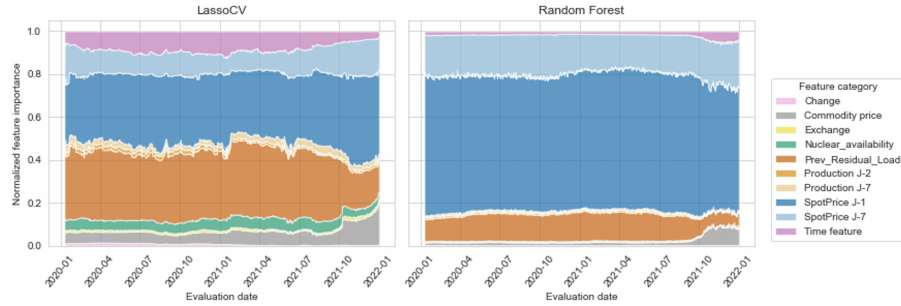 LassoCV
Random Forest
Normalized feature importance
1.0
0.8
0.6
0.4
0.2
0.0
2020-01
2020-04
2020-07
2020-10
2021-01
2021-04
2021-07
2021-10
2022-01
Evaluation date
2020-01
2020-04
2020-07
2020-10
2021-01
2021-04
2021-07
2021-10
2022-01
Evaluation date
Feature category
Change
Commodity price
Exchange
Nuclear_availability
Prev_Residual_Load
Production J-2
Production J-7
SpotPrice J-1
SpotPrice J-7
Time feature